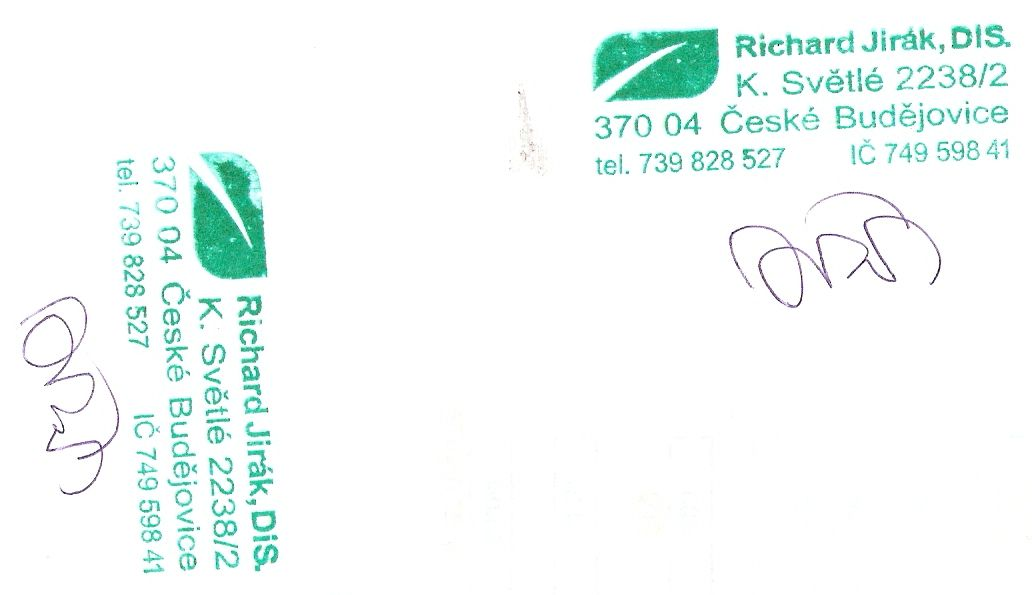 Richard Jirák, DiS.
K. Světlé 2238/2
370 04 České Budějovice
tel. 739 828 527 IČ 749 598 41
Richard Jirák, DiS.
K. Světlé 2238/2
370 04 České Budějovice
tel. 739 828 527 IČ 749 598 41